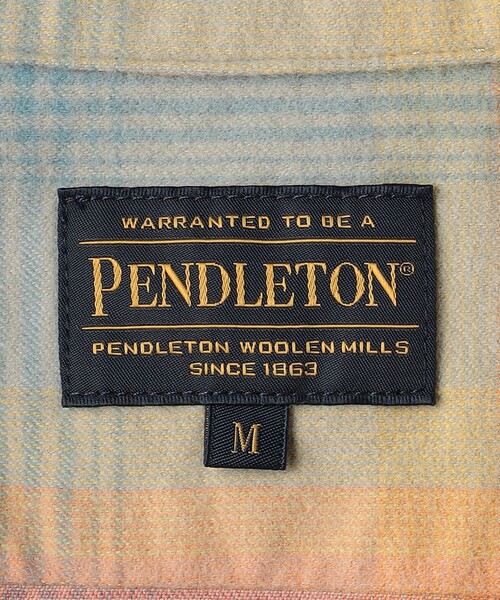 WARRANTED TO BE A
PENDLETON®
PENDLETON WOOLEN MILLS
SINCE 1863
M